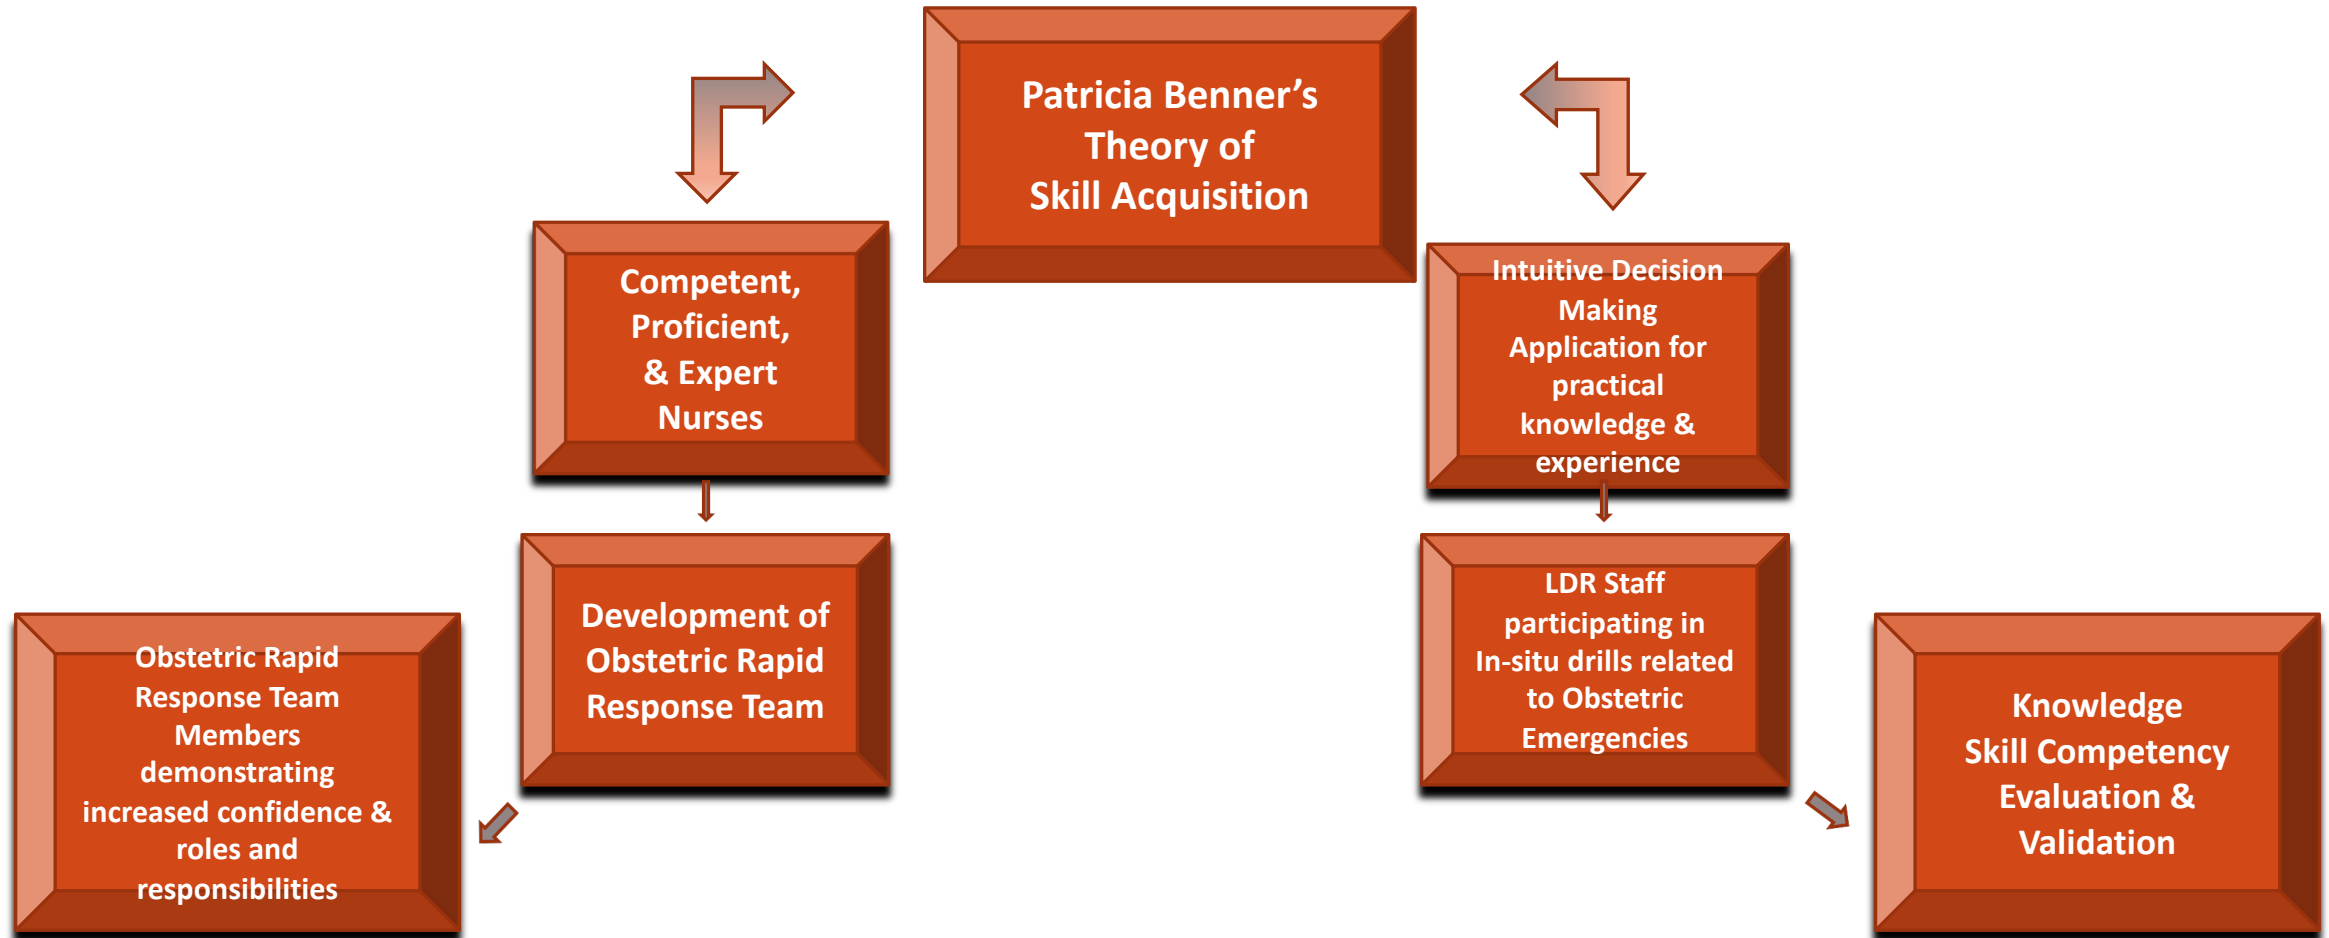 Patricia Benner’s
Theory of
Skill Acquisition
Competent,
Proficient,
& Expert
Nurses
Intuitive Decision
Making
Application for
practical
knowledge &
experience
Development of
Obstetric Rapid
Response Team
LDR Staff
participating in
In-situ drills related
to Obstetric
Emergencies
Obstetric Rapid
Response Team
Members
demonstrating
increased confidence &
roles and
responsibilities
Knowledge
Skill Competency
Evaluation &
Validation